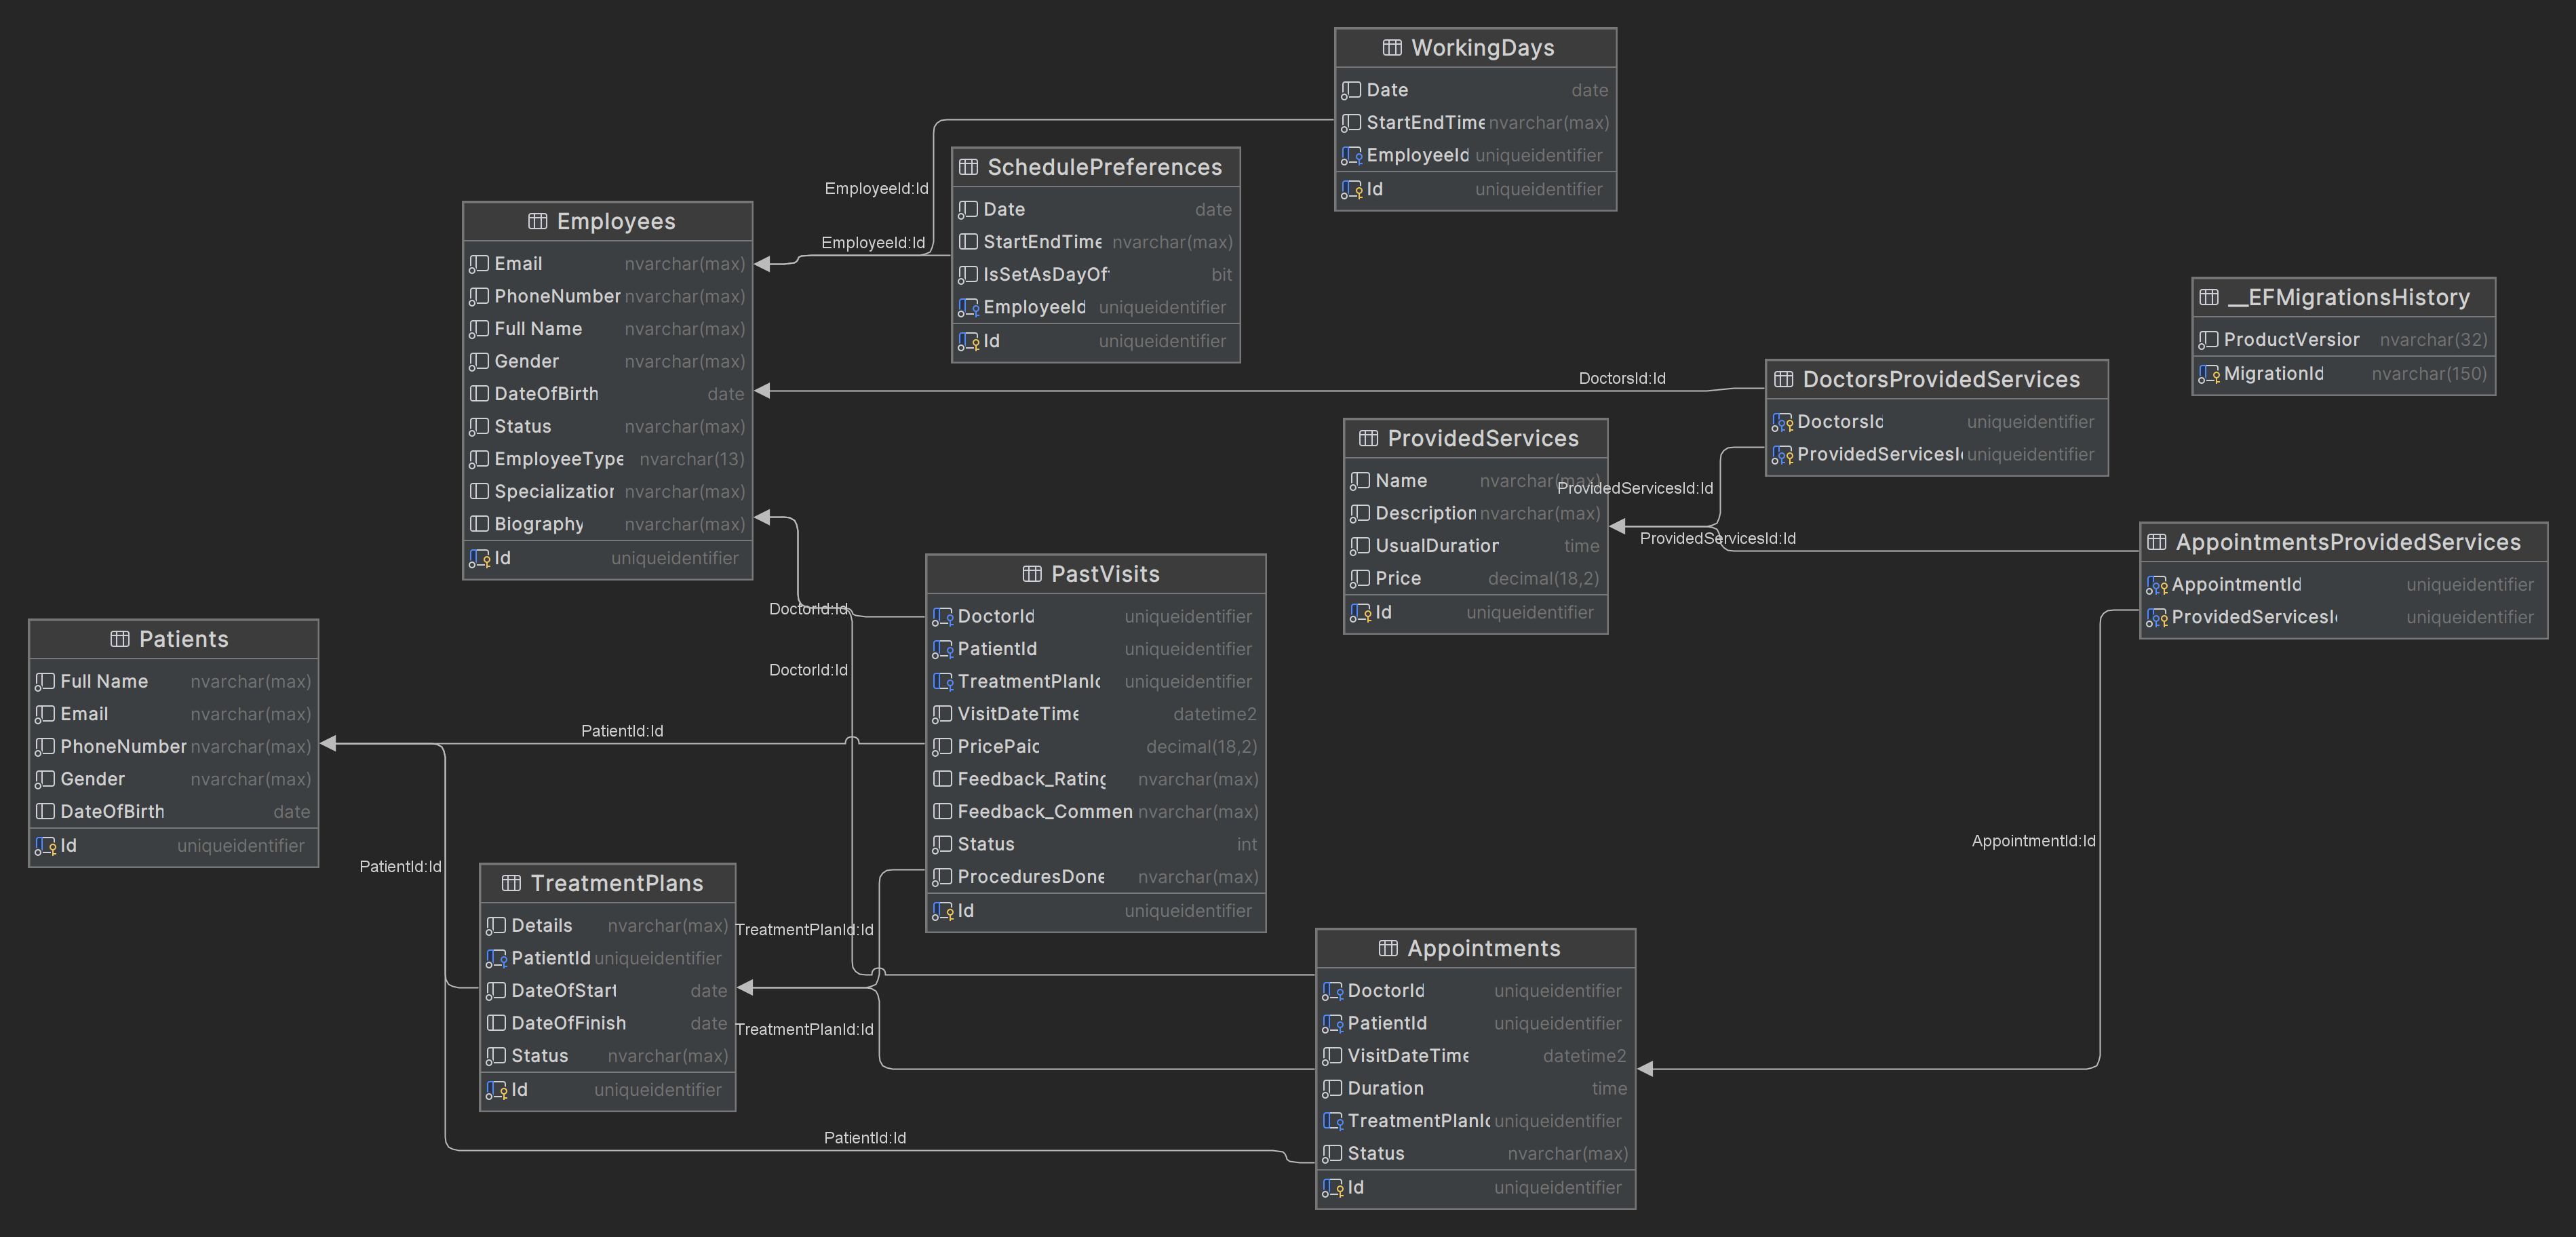 WorkingDays
Date date
StartEndTime nvarchar(max)
EmployeeId uniqueidentifier
Id uniqueidentifier
SchedulePreferences
Date date
StartEndTime nvarchar(max)
IsSetAsDayOf
bit
EmployeeId uniqueidentifier
Id uniqueidentifier
EmployeeId:Id
EmployeeId:Id
Employees
Email nvarchar(max)
PhoneNumber nvarchar(max)
Full Name nvarchar(max)
Gender nvarchar(max)
DateOfBirth date
Status nvarchar(max)
EmployeeType nvarchar(13)
Specialization nvarchar(max)
Biography nvarchar(max)
Id uniqueidentifier
__EFMigrationsHistory
ProductVersion nvarchar(32)
MigrationId nvarchar(150)
DoctorsId:Id
DoctorsProvidedServices
DoctorsId uniqueidentifier
ProvidedServicesI uniqueidentifier
ProvidedServices
Name nvarchar(max)
Description nvarchar(max)
UsualDuration time
Price decimal(18,2)
Id uniqueidentifier
ProvidedServicesId:Id
ProvidedServicesId:Id
AppointmentsProvidedServices
AppointmentId uniqueidentifier
ProvidedServicesI uniqueidentifier
PastVisits
DoctorId uniqueidentifier
PatientId uniqueidentifier
TreatmentPlanId uniqueidentifier
VisitDateTime datetime2
PricePaid decimal(18,2)
Feedback_Rating nvarchar(max)
Feedback_Commen nvarchar(max)
Status int
ProceduresDone nvarchar(max)
Id uniqueidentifier
DoctorId:Id
DoctorId:Id
Patients
Full Name nvarchar(max)
Email nvarchar(max)
PhoneNumber nvarchar(max)
Gender nvarchar(max)
DateOfBirth date
Id uniqueidentifier
PatientId:Id
PatientId:Id
TreatmentPlans
Details nvarchar(max)
PatientId uniqueidentifier
DateOfStart date
DateOfFinish date
Status nvarchar(max)
Id uniqueidentifier
TreatmentPlanId:Id
TreatmentPlanId:Id
AppointmentId:Id
Appointments
DoctorId uniqueidentifier
PatientId uniqueidentifier
VisitDateTime datetime2
Duration time
TreatmentPlanId uniqueidentifier
Status nvarchar(max)
Id uniqueidentifier
PatientId:Id